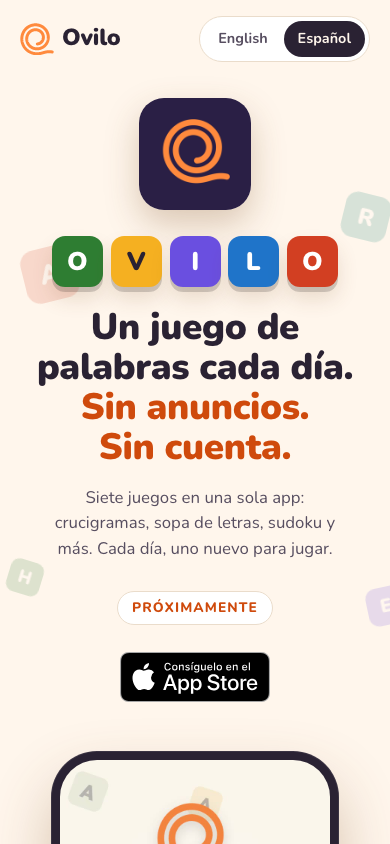 Ovilo
English
Español
R
A
O V I L O
Un juego de
palabras cada día.
Sin anuncios.
Sin cuenta.
Siete juegos en una sola app:
crucigramas, sopa de letras, sudoku y
más. Cada día, uno nuevo para jugar.
H
E
PRÓXIMAMENTE
Consíguelo en el
App Store
A
A